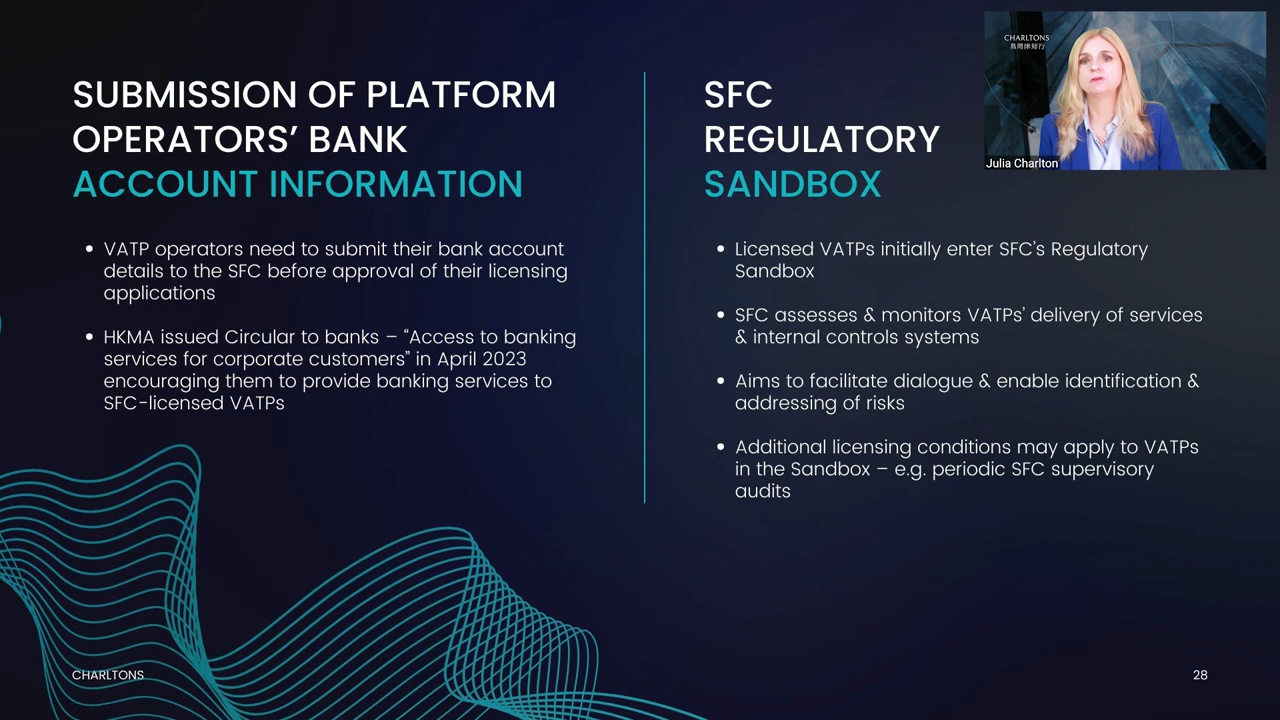 SUBMISSION OF PLATFORM
OPERATORS’ BANK
ACCOUNT INFORMATION
• VATP operators need to submit their bank account
details to the SFC before approval of their licensing
applications
• HKMA issued Circular to banks – “Access to banking
services for corporate customers” in April 2023
encouraging them to provide banking services to
SFC-licensed VATPs
SFC
REGULATORY
SANDBOX
• Licensed VATPs initially enter SFC’s Regulatory
Sandbox
• SFC assesses & monitors VATPs’ delivery of services
& internal controls systems
• Aims to facilitate dialogue & enable identification &
addressing of risks
• Additional licensing conditions may apply to VATPs
in the Sandbox – e.g. periodic SFC supervisory
audits
CHARLTONS
Julia Charlton
CHARLTONS
28